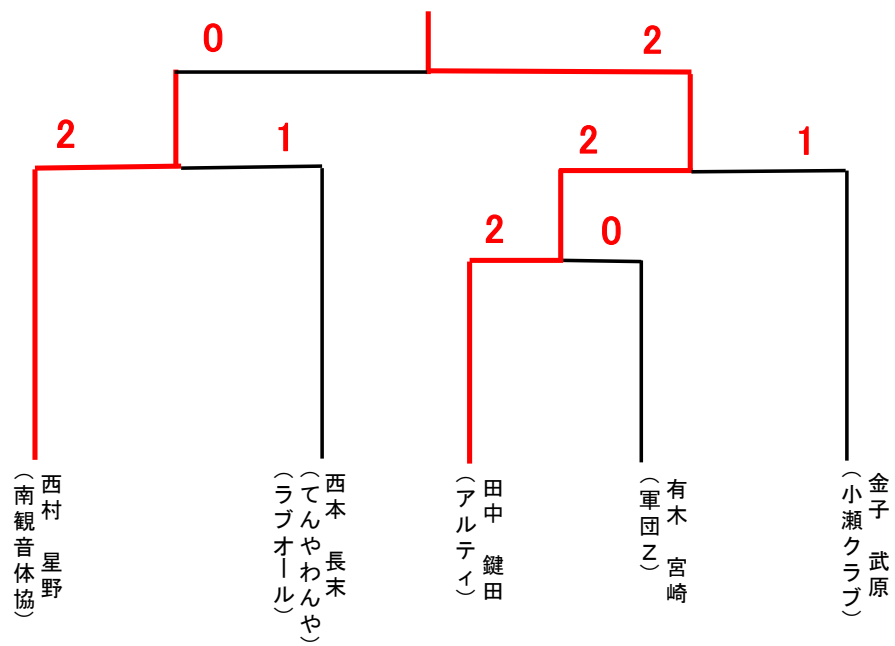 0
2
2
1
2
1
2
0
西村 星野
(南観音体協)
西本 長末
(てんやわんや)
(ラブオール)
田中 鍵田
(アルティ)
有木 宮崎
(軍団Z)
金子 武原
(小瀬クラブ)